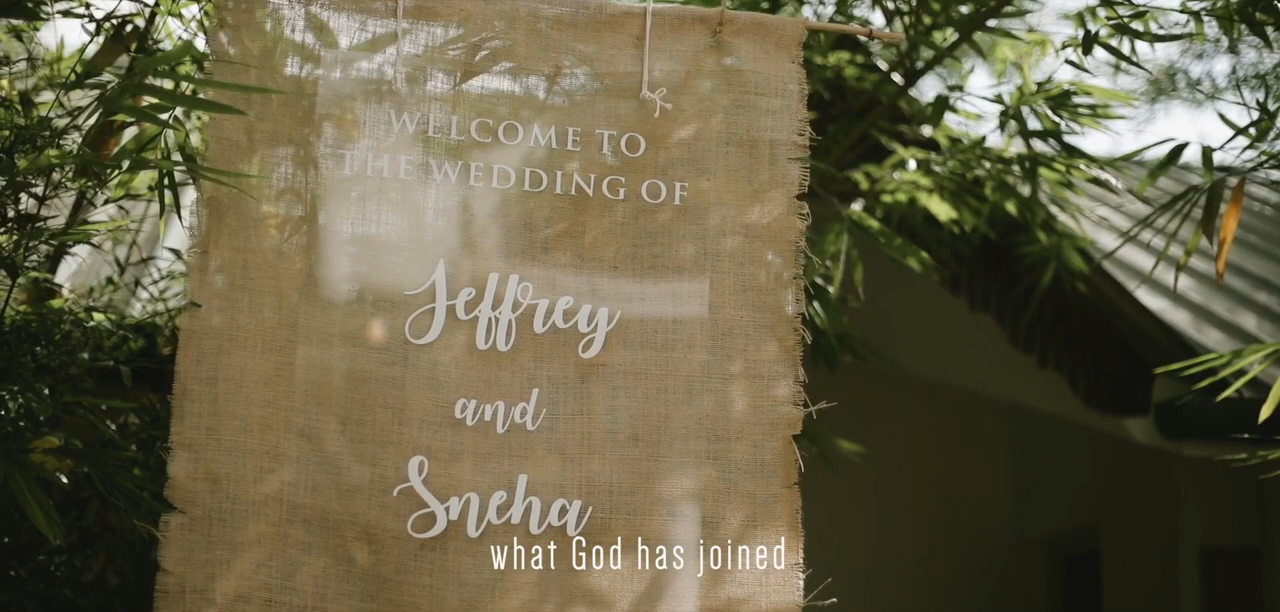 WELCOME TO
THE WEDDING OF
Jeffrey
and
Sneha
what God has joined